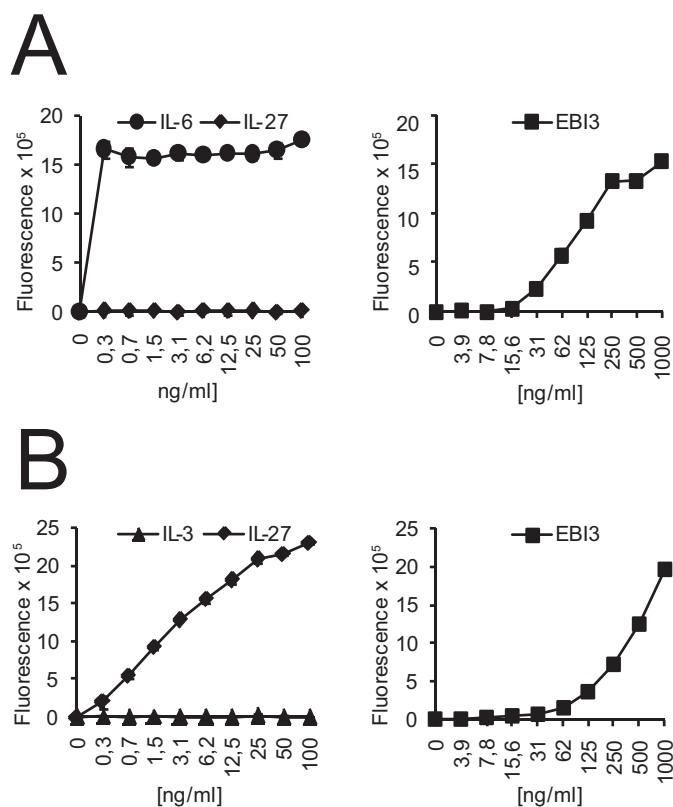 A
IL-6 IL-27
Fluorescence x 10⁵
20
15
10
5
0
0 0,3 0,7 1,5 3,1 6,2 12,5 25 50 100
ng/ml]
EBI3
Fluorescence x 10⁵
20
15
10
5
0
0 3,9 7,8 15,6 31 62 125 250 500 1000
[ng/ml]
B
IL-3 IL-27
Fluorescence x 10⁵
25
20
15
10
5
0
0 0,3 0,7 1,5 3,1 6,2 12,5 25 50 100
[ng/ml]
EBI3
Fluorescence x 10⁵
25
20
15
10
5
0
0 3,9 7,8 15,6 31 62 125 250 500 1000
[ng/ml]